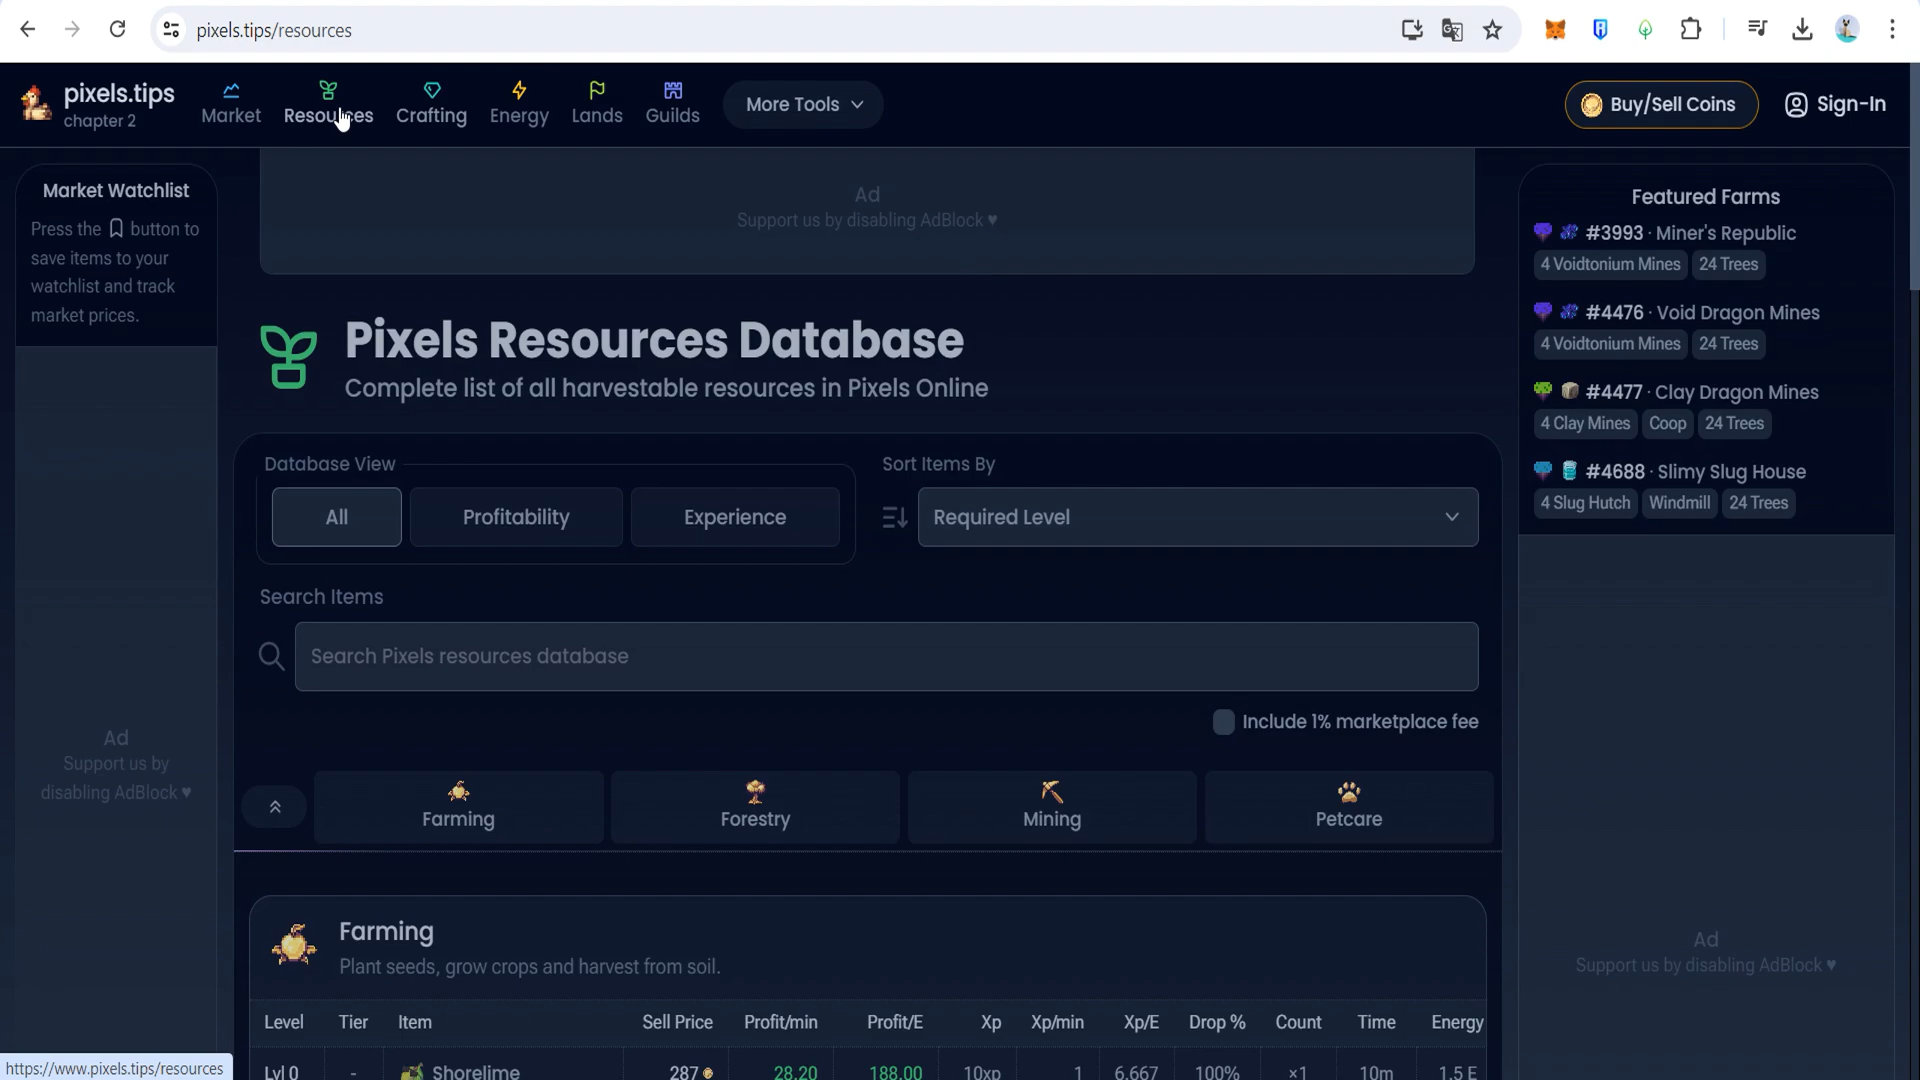 pixels.tips/resources
pixels.tips
chapter 2
Market
Resources
Crafting
Energy
Lands
Guilds
More Tools
Buy/Sell Coins
Sign-In
Market Watchlist
Press the button to
save items to your
watchlist and track
market prices.
Ad
Support us by
disabling AdBlock ♥
Ad
Support us by disabling AdBlock ♥
Pixels Resources Database
Complete list of all harvestable resources in Pixels Online
Database View
All
Profitability
Experience
Sort Items By
Required Level
Search Items
Search Pixels resources database
Include 1% marketplace fee
Farming
Forestry
Mining
Petcare
Farming
Plant seeds, grow crops and harvest from soil.
Level Tier Item Sell Price Profit/min Profit/E Xp Xp/min Xp/E Drop % Count Time Energy
Lvl 0 - Shorelime 287 28.20 188.00 10xp 1 6.667 100% ×1 10m 1.5 E
Featured Farms
#3993 · Miner's Republic
4 Voidtonium Mines 24 Trees
#4476 · Void Dragon Mines
4 Voidtonium Mines 24 Trees
#4477 · Clay Dragon Mines
4 Clay Mines Coop 24 Trees
#4688 · Slimy Slug House
4 Slug Hutch Windmill 24 Trees
Ad
Support us by disabling AdBlock ♥
https://www.pixels.tips/resources